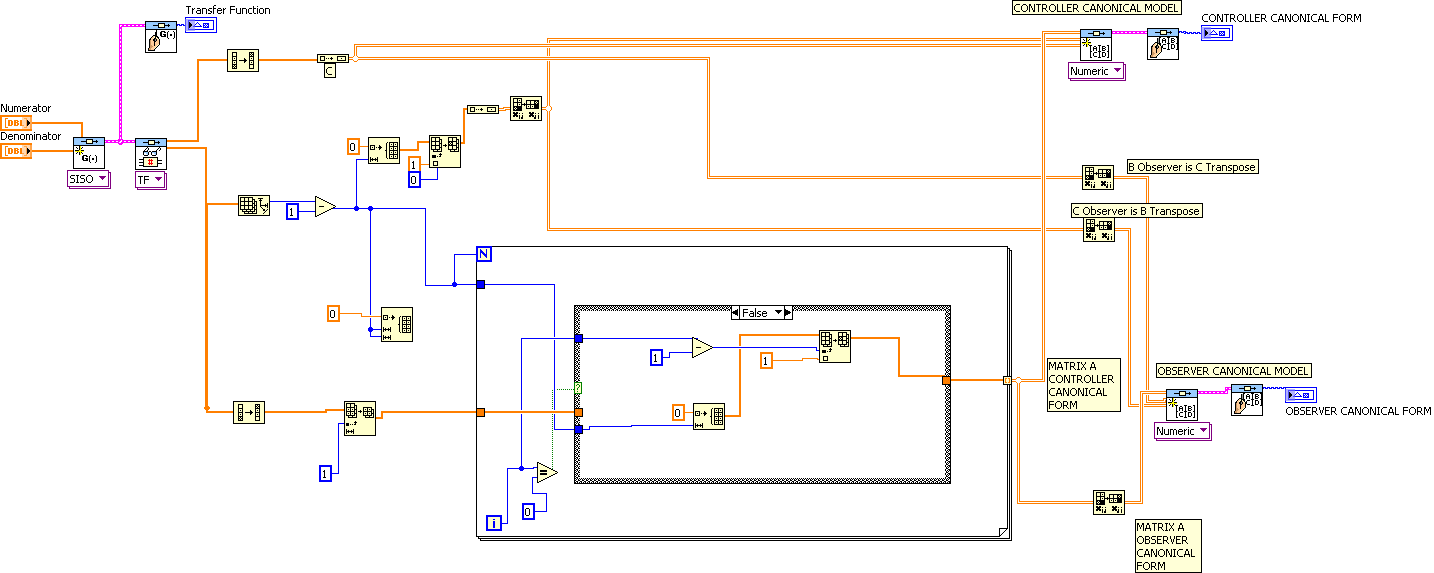 Transfer Function
G(•)
CONTROLLER CANONICAL MODEL
CONTROLLER CANONICAL FORM
[A|B]
[C|D]
[A|B]
[C|D]
Numeric
C
Numerator
DBL
Denominator
DBL
G(•)
SISO
TF
0
1
0
1
B Observer is C Transpose
C Observer is B Transpose
N
0
False
1
1
0
?
MATRIX A
CONTROLLER
CANONICAL
FORM
OBSERVER CANONICAL MODEL
OBSERVER CANONICAL FORM
[A|B]
[C|D]
[A|B]
[C|D]
Numeric
1
=
0
i
MATRIX A
OBSERVER
CANONICAL
FORM